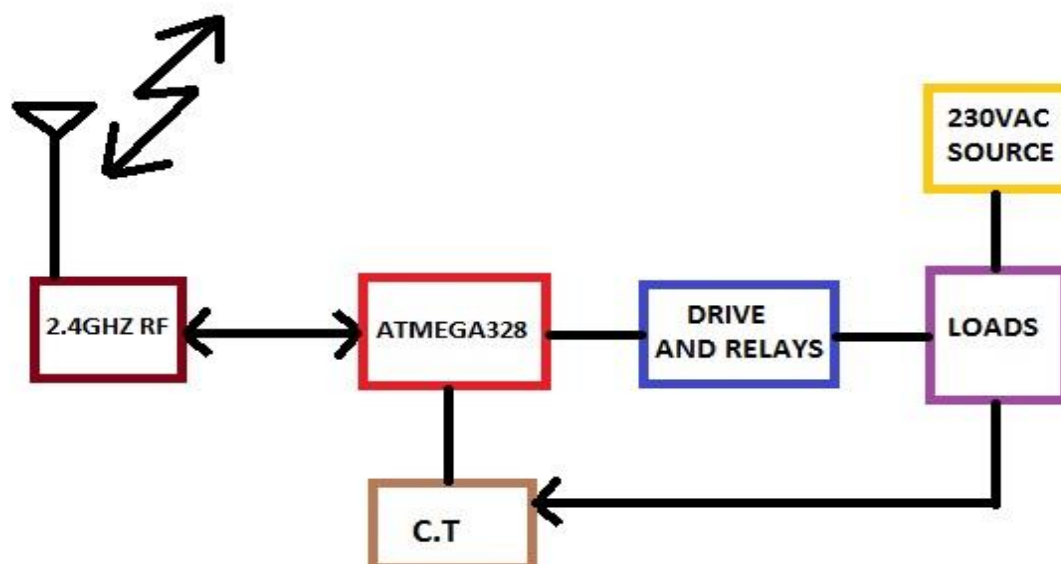 230VAC
SOURCE
2.4GHZ RF
ATMEGA328
DRIVE
AND RELAYS
LOADS
C.T